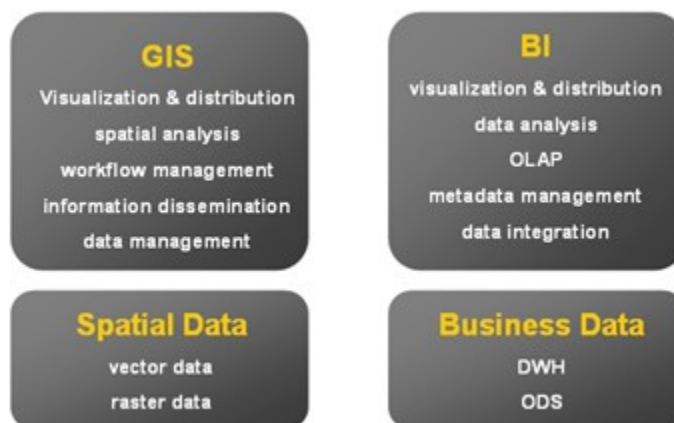 GIS
Visualization & distribution
spatial analysis
workflow management
information dissemination
data management
BI
visualization & distribution
data analysis
OLAP
metadata management
data integration
Spatial Data
vector data
raster data
Business Data
DWH
ODS